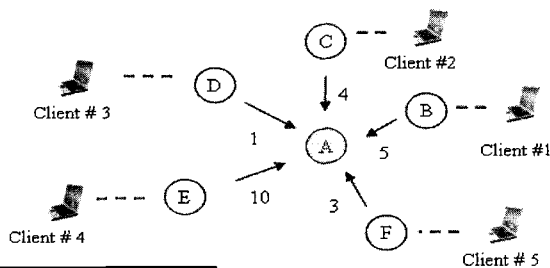 C
Client #2
D
Client # 3
4
B
1
A
5
Client #1
E
10
3
Client # 4
F
Client # 5